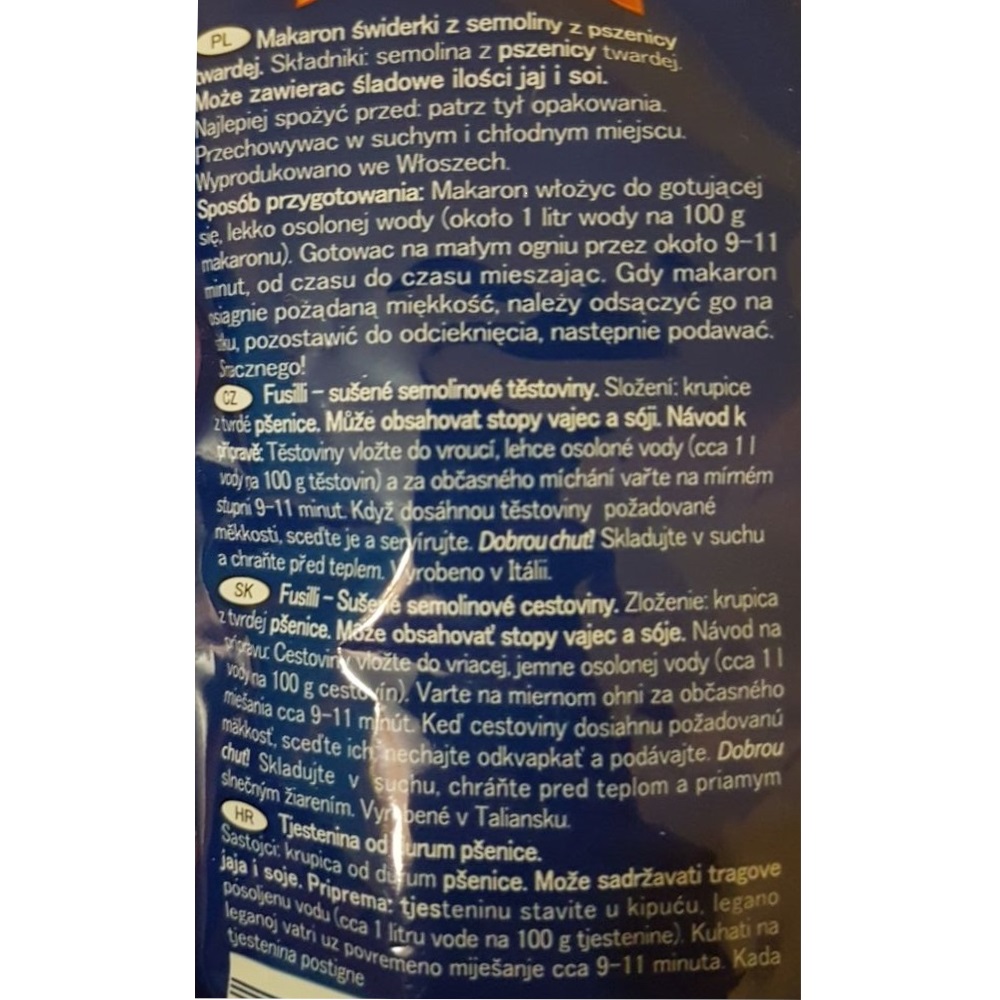 PL Makaron świderki z semoliny z pszenicy
twardej. Składniki: semolina z pszenicy twardej.
Może zawierac śladowe ilości jaj i soi.
Najlepiej spożyć przed: patrz tył opakowania.
Przechowywac w suchym i chłodnym miejscu.
Wyprodukowano we Włoszech.
Sposób przygotowania: Makaron włożyc do gotującej
się, lekko osolonej wody (około 1 litr wody na 100 g
makaronu). Gotowac na małym ogniu przez około 9-11
minut, od czasu do czasu mieszając. Gdy makaron
osiagnie pożądaną miękkość, należy odsączyć go na
pozostawić do odcieknięcia, następnie podawać.
Smacznego!
CZ Fusilli – sušené semolinové těstoviny. Složení: krupice
z tvrdé pšenice. Může obsahovat stopy vajec a sóji. Návod k
přípravě: Těstoviny vložte do vroucí, lehce osolené vody (cca 1 l
vody na 100 g těstovin) a za občasného míchání vařte na mírném
stupni 9-11 minut. Když dosáhnou těstoviny požadované
měkkosti, sceďte je a servírujte. Dobrou chut! Skladujte v suchu
a chraňte před teplem. Vyrobeno v Itálii.
SK Fusilli – Sušené semolinové cestoviny. Zloženie: krupica
z tvrdej pšenice. Môže obsahovať stopy vajec a sóje. Návod na
prípravu: Cestoviny vložte do vriacej, jemne osolenej vody (cca 1 l
vody na 100 g cestovín). Varte na miernom ohni za občasného
miešania cca 9-11 minút. Keď cestoviny dosiahnu požadovanú
mäkkosť, sceďte ich, nechajte odkvapkať a podávajte. Dobrou
chuť! Skladujte v suchu, chráňte pred teplom a priamym
slnečným žiarením. Vyrobené v Taliansku.
HR Tjestenina od durum pšenice.
Sastojci: krupica od durum pšenice. Može sadržavati tragove
jaja i soje. Priprema: tjesteninu stavite u kipuću, legano
posoljenu vodu (cca 1 litru vode na 100 g tjestenine). Kuhati na
leganoj vatri uz povremeno miješanje cca 9-11 minuta. Kada
tjestenina postigne